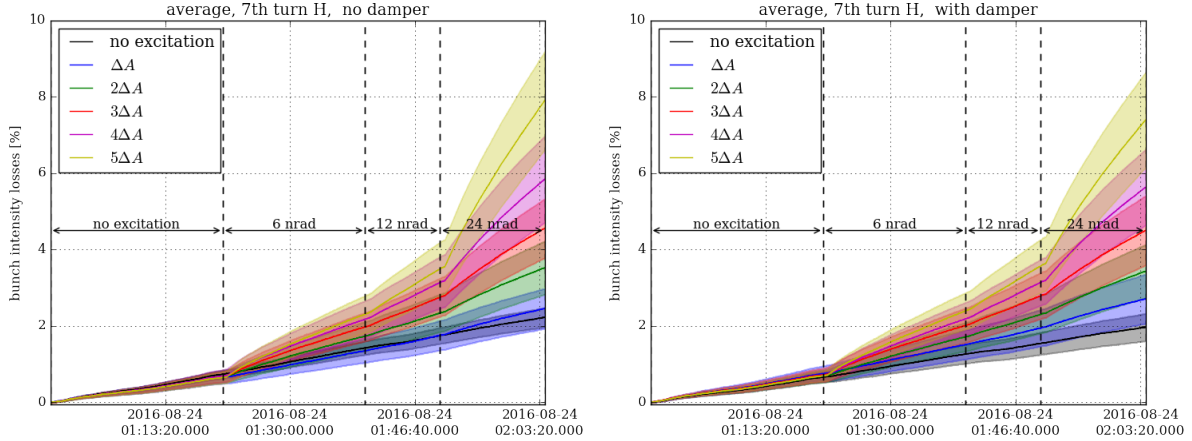 average, 7th turn H,  no damper
10
8
6
4
2
0
bunch intensity losses [%]
no excitation
ΔA
2ΔA
3ΔA
4ΔA
5ΔA
no excitation
6 nrad
12 nrad
24 nrad
2016-08-24
01:13:20.000
2016-08-24
01:30:00.000
2016-08-24
01:46:40.000
2016-08-24
02:03:20.000
average, 7th turn H,  with damper
10
8
6
4
2
0
bunch intensity losses [%]
no excitation
ΔA
2ΔA
3ΔA
4ΔA
5ΔA
no excitation
6 nrad
12 nrad
24 nrad
2016-08-24
01:13:20.000
2016-08-24
01:30:00.000
2016-08-24
01:46:40.000
2016-08-24
02:03:20.000